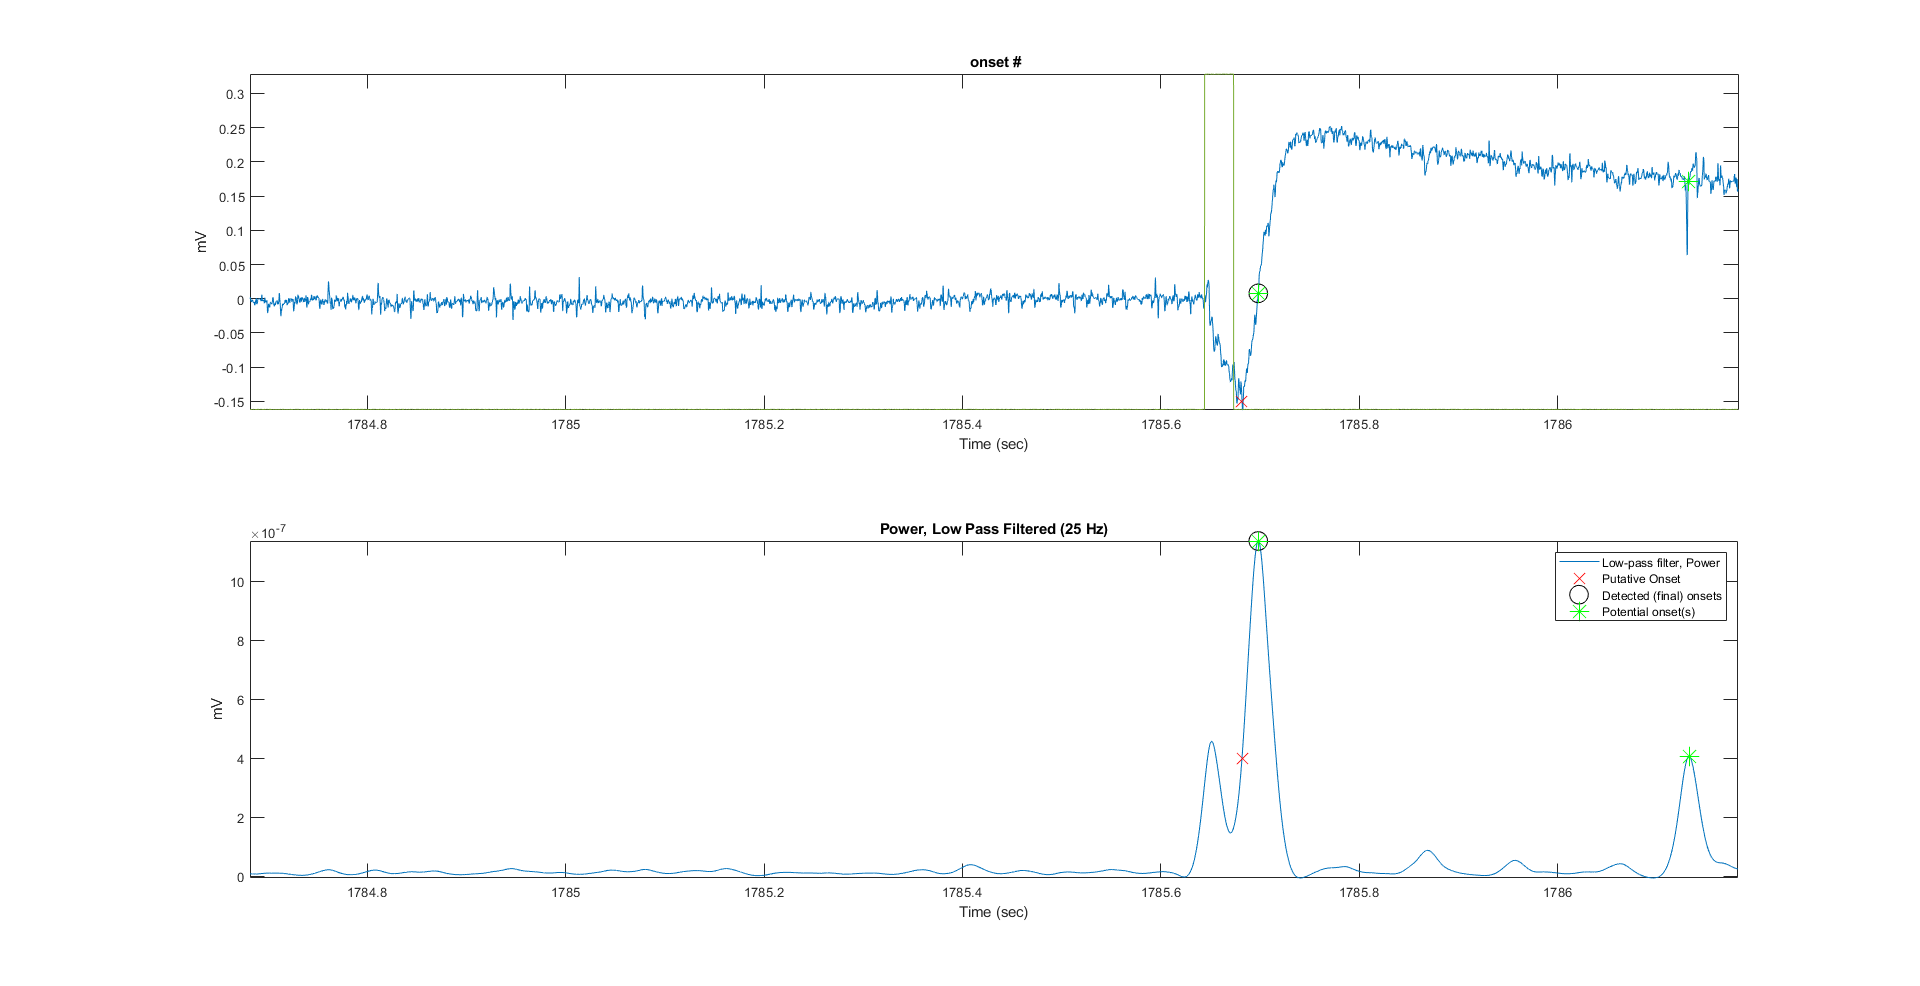 onset #
0.3
0.25
0.2
0.15
0.1
0.05
0
-0.05
-0.1
-0.15
mV
1784.8 1785 1785.2 1785.4 1785.6 1785.8 1786
Time (sec)
Power, Low Pass Filtered (25 Hz)
×10-7
10
8
6
4
2
0
mV
Low-pass filter, Power
Putative Onset
Detected (final) onsets
Potential onset(s)
1784.8 1785 1785.2 1785.4 1785.6 1785.8 1786
Time (sec)